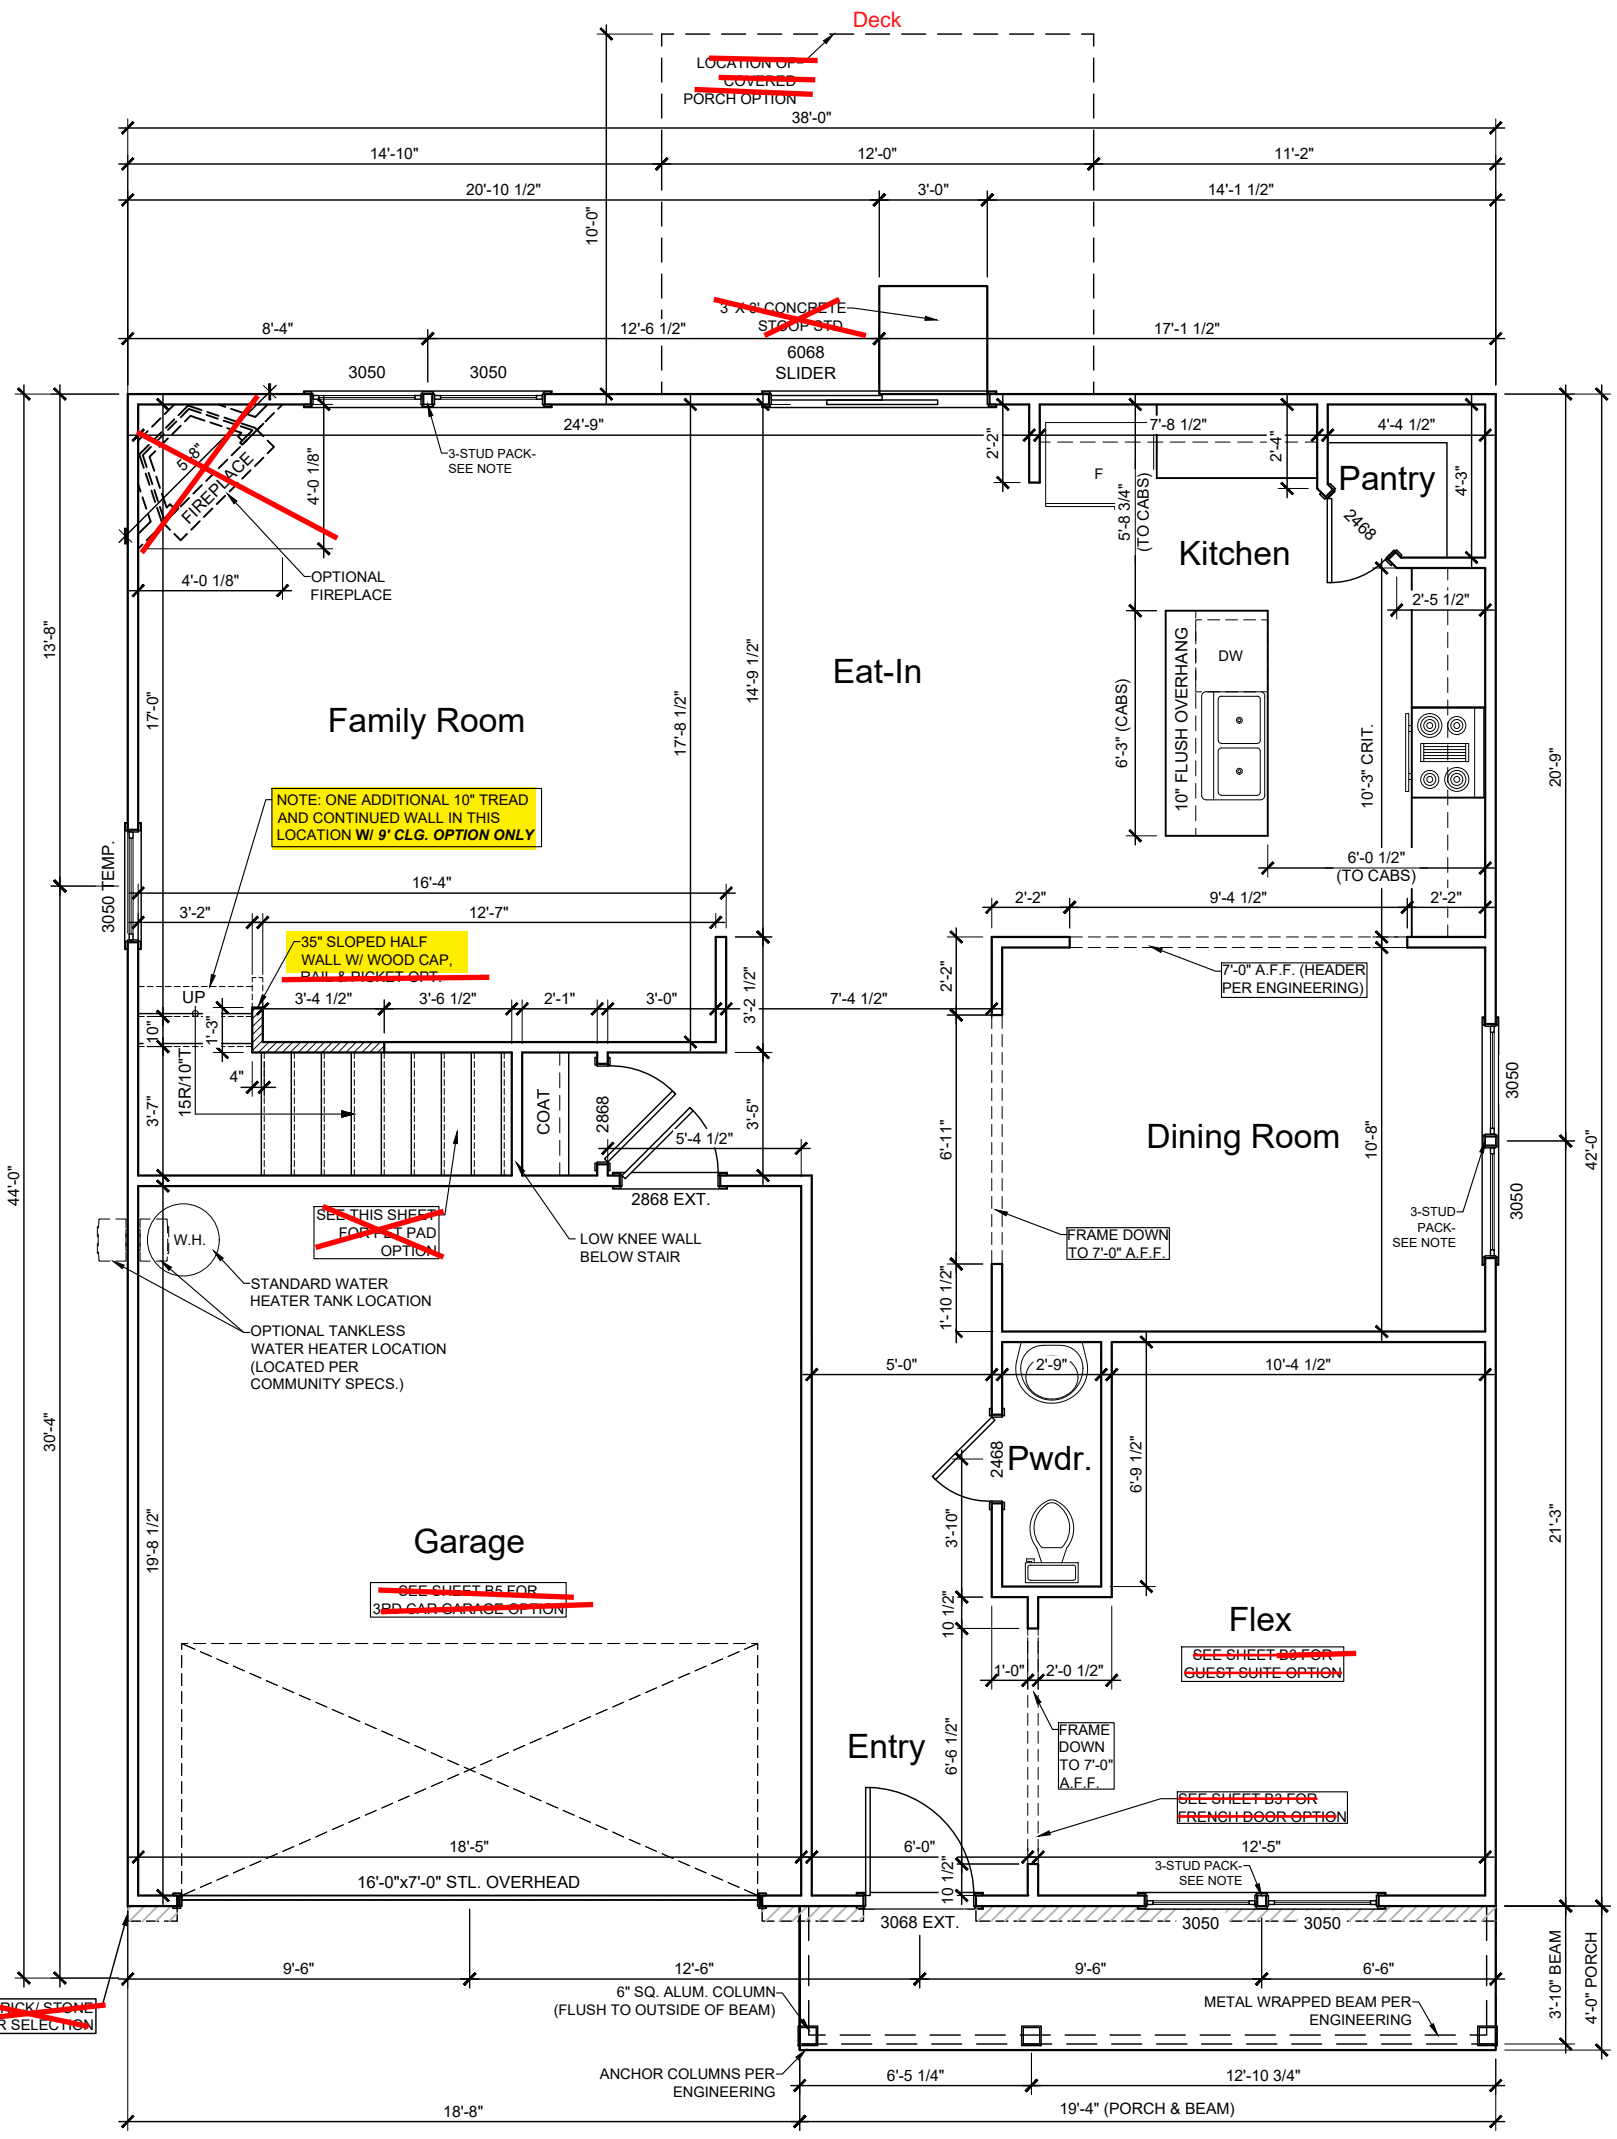 Deck
LOCATION OF
COVERED
PORCH OPTION
38'-0"
14'-10"
12'-0"
11'-2"
20'-10 1/2"
3'-0"
14'-1 1/2"
10'-0"
3' X 3' CONCRETE
STOOP STD.
8'-4"
12'-6 1/2"
17'-1 1/2"
6068
SLIDER
3050
3050
24'-9"
7'-8 1/2"
4'-4 1/2"
3-STUD PACK-
SEE NOTE
2'-2"
2'-4"
5'-8"
FIREPLACE
4'-0 1/8"
F
Pantry
4'-3"
5'-8 3/4"
(TO CABS)
2468
Kitchen
4'-0 1/8"
OPTIONAL
FIREPLACE
2'-5 1/2"
13'-8"
17'-0"
17'-8 1/2"
14'-9 1/2"
Eat-In
Family Room
10" FLUSH OVERHANG
DW
6'-3" (CABS)
10'-3" CRIT.
20'-9"
NOTE: ONE ADDITIONAL 10" TREAD
AND CONTINUED WALL IN THIS
LOCATION W/ 9' CLG. OPTION ONLY
3050 TEMP.
6'-0 1/2"
(TO CABS)
16'-4"
3'-2"
12'-7"
2'-2"
9'-4 1/2"
2'-2"
35" SLOPED HALF
WALL W/ WOOD CAP,
RAIL & PICKET OPT.
7'-0" A.F.F. (HEADER
PER ENGINEERING)
2'-2"
UP
3'-4 1/2"
3'-6 1/2"
2'-1"
3'-0"
3'-2 1/2"
7'-4 1/2"
10"
1'-3"
4"
15R/10"T
3'-7"
COAT
2868
3'-5"
5'-4 1/2"
6'-11"
Dining Room
10'-8"
3050
3050
42'-0"
44'-0"
2868 EXT.
3-STUD
PACK-
SEE NOTE
SEE THIS SHEET
FOR PET PAD
OPTION
W.H.
LOW KNEE WALL
BELOW STAIR
FRAME DOWN
TO 7'-0" A.F.F.
STANDARD WATER
HEATER TANK LOCATION
1'-10 1/2"
OPTIONAL TANKLESS
WATER HEATER LOCATION
(LOCATED PER
COMMUNITY SPECS.)
5'-0"
2'-9"
10'-4 1/2"
30'-4"
2468
Pwdr.
6'-9 1/2"
19'-8 1/2"
3'-10"
21'-3"
Garage
SEE SHEET B5 FOR
3RD CAR GARAGE OPTION
10 1/2"
Flex
SEE SHEET B3 FOR
GUEST SUITE OPTION
1'-0"
2'-0 1/2"
FRAME
DOWN
TO 7'-0"
A.F.F.
Entry
6'-6 1/2"
SEE SHEET B3 FOR
FRENCH DOOR OPTION
18'-5"
6'-0"
12'-5"
10 1/2"
3-STUD PACK-
SEE NOTE
16'-0"x7'-0" STL. OVERHEAD
3068 EXT.
3050
3050
9'-6"
12'-6"
9'-6"
6'-6"
3'-10" BEAM
4'-0" PORCH
STONE
SELECTION
6" SQ. ALUM. COLUMN
(FLUSH TO OUTSIDE OF BEAM)
METAL WRAPPED BEAM PER
ENGINEERING
ANCHOR COLUMNS PER
ENGINEERING
6'-5 1/4"
12'-10 3/4"
18'-8"
19'-4" (PORCH & BEAM)